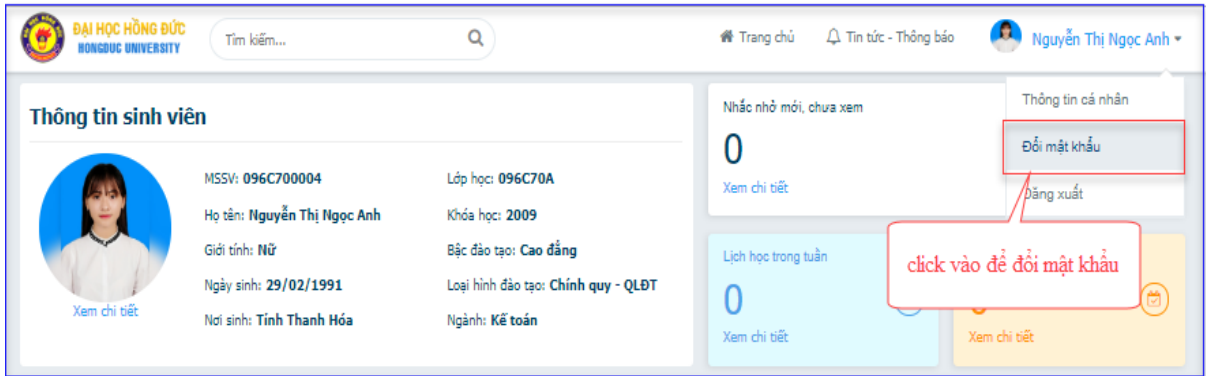 ĐẠI HỌC HỒNG ĐỨC
HONGDUC UNIVERSITY
Tìm kiếm...
Trang chủ
Tin tức - Thông báo
Nguyễn Thị Ngọc Anh
Thông tin cá nhân
Đổi mật khẩu
Đăng xuất
click vào để đổi mật khẩu
Thông tin sinh viên
Xem chi tiết
MSSV: 096C700004
Họ tên: Nguyễn Thị Ngọc Anh
Giới tính: Nữ
Ngày sinh: 29/02/1991
Nơi sinh: Tỉnh Thanh Hóa
Lớp học: 096C70A
Khóa học: 2009
Bậc đào tạo: Cao đẳng
Loại hình đào tạo: Chính quy - QLĐT
Ngành: Kế toán
Nhắc nhở mới, chưa xem
0
Xem chi tiết
Lịch học trong tuần
0
Xem chi tiết
Xem chi tiết